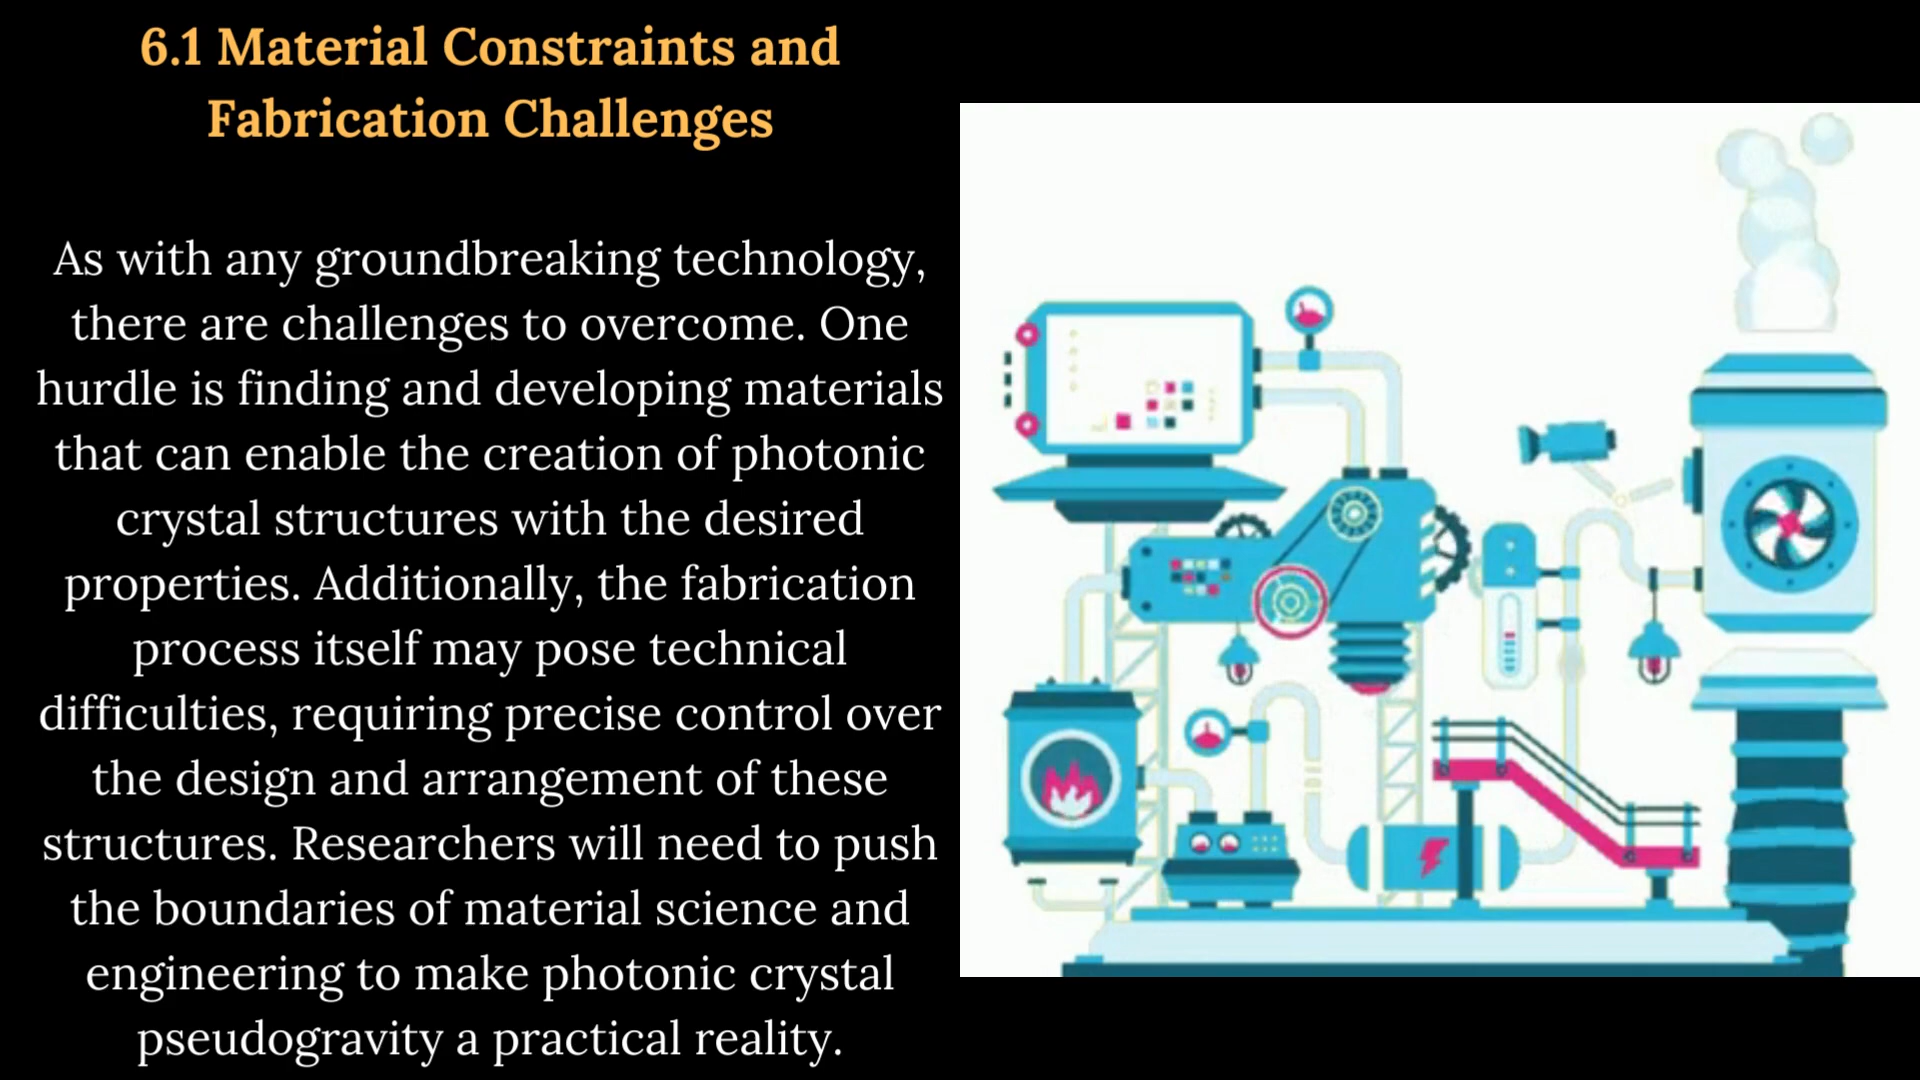 6.1 Material Constraints and
Fabrication Challenges
As with any groundbreaking technology,
there are challenges to overcome. One
hurdle is finding and developing materials
that can enable the creation of photonic
crystal structures with the desired
properties. Additionally, the fabrication
process itself may pose technical
difficulties, requiring precise control over
the design and arrangement of these
structures. Researchers will need to push
the boundaries of material science and
engineering to make photonic crystal
pseudogravity a practical reality.